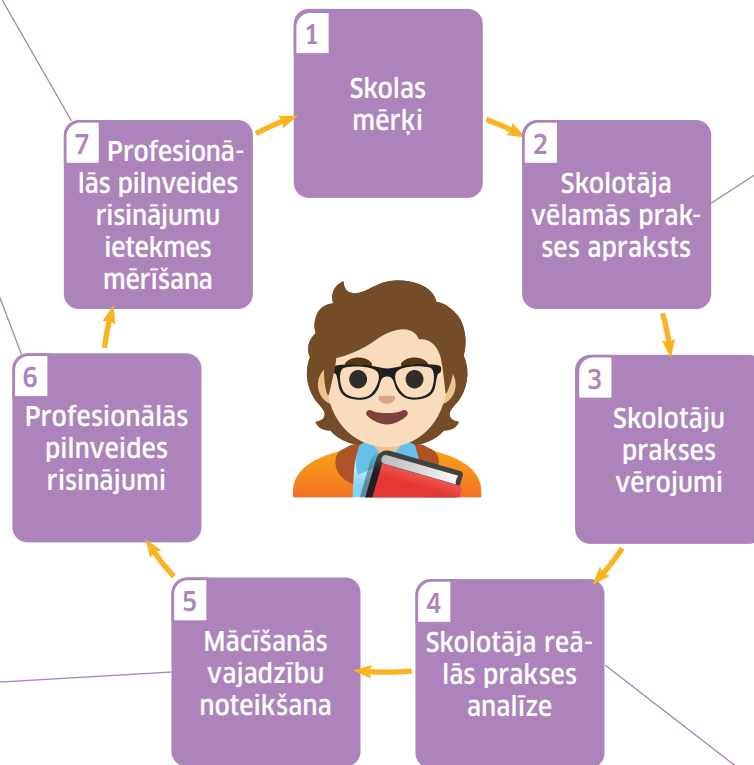 1
Skolas
mērķi
2
Skolotāja
vēlamās prak-
ses apraksts
3
Skolotāju
prakses
vērojumi
4
Skolotāja reā-
lās prakses
analīze
5
Mācīšanās
vajadzību
noteikšana
6
Profesionālās
pilnveides
risinājumi
7 Profesionā-
lās pilnveides
risinājumu
ietekmes
mērīšana